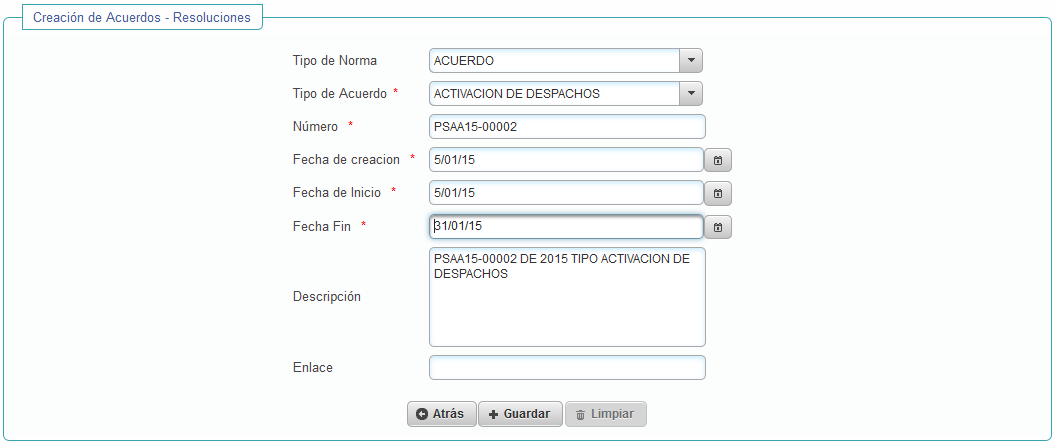 Creación de Acuerdos - Resoluciones
Tipo de Norma ACUERDO
Tipo de Acuerdo * ACTIVACION DE DESPACHOS
Número * PSAA15-00002
Fecha de creacion * 5/01/15
Fecha de Inicio * 5/01/15
Fecha Fin * 31/01/15
PSAA15-00002 DE 2015 TIPO ACTIVACION DE
DESPACHOS
Descripción
Enlace
Atrás Guardar Limpiar